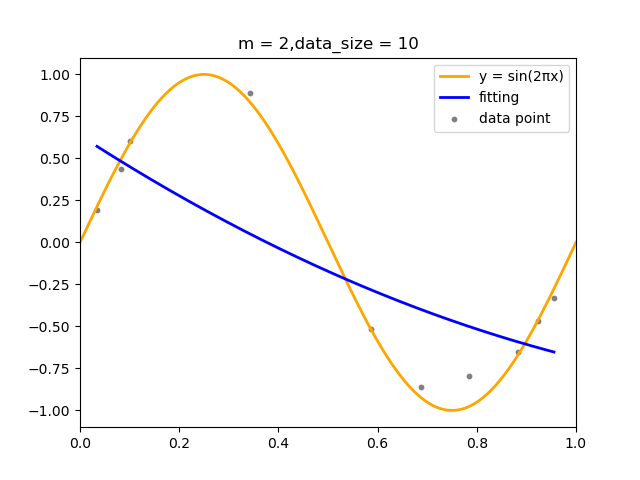 m = 2,data_size = 10
1.00
0.75
0.50
0.25
0.00
−0.25
−0.50
−0.75
−1.00
0.0 0.2 0.4 0.6 0.8 1.0
y = sin(2πx)
fitting
data point